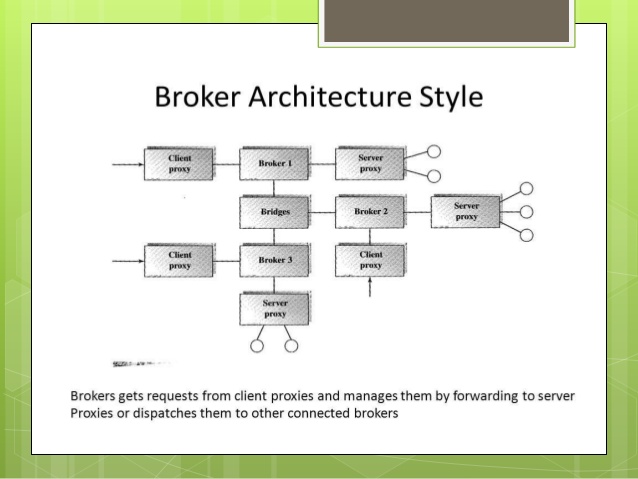 Broker Architecture Style
Client
proxy
Broker 1
Server
proxy
Bridges
Broker 2
Server
proxy
Client
proxy
Broker 3
Client
proxy
Server
proxy
Brokers gets requests from client proxies and manages them by forwarding to server
Proxies or dispatches them to other connected brokers